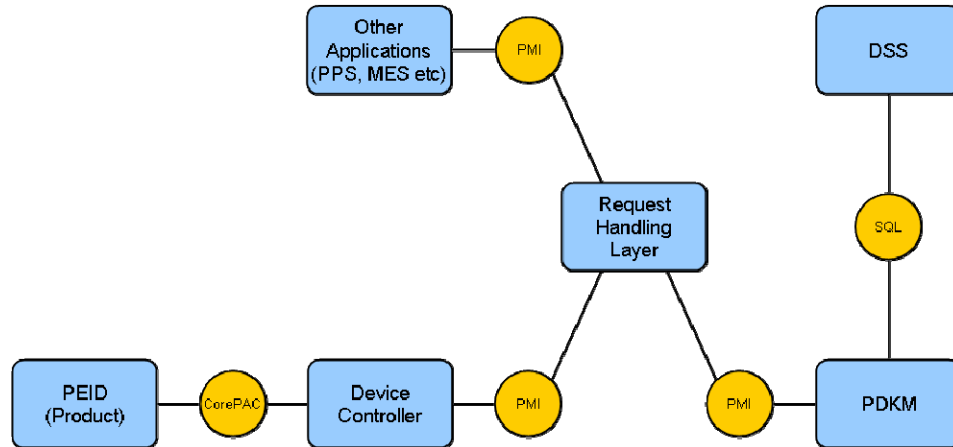 Other
Applications
(PPS, MES etc)
PMI
DSS
Request
Handling
Layer
SQL
PEID
(Product)
CorePAC
Device
Controller
PMI
PMI
PDKM